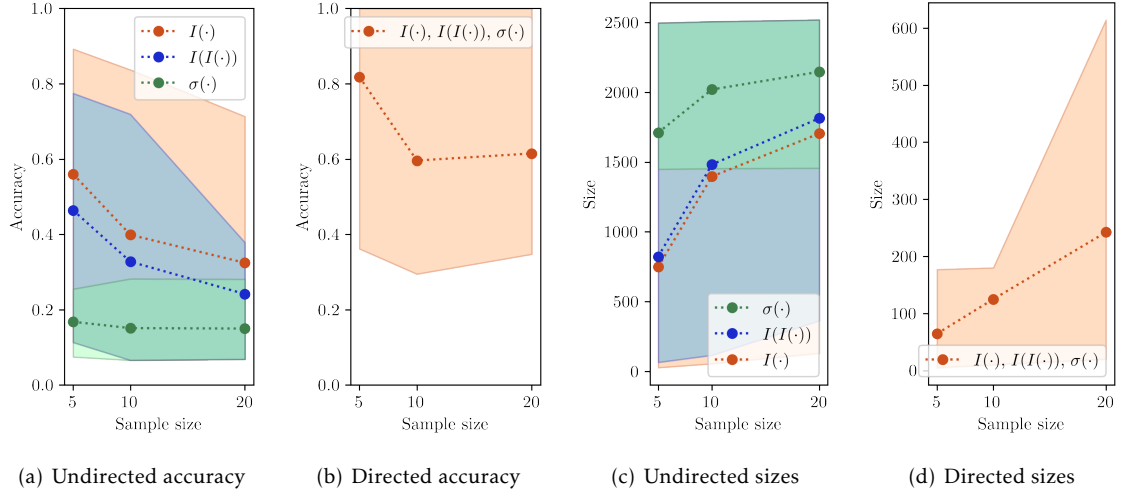 1.0
0.8
0.6
0.4
0.2
0.0
Accuracy
5
10
20
Sample size
I(·)
I(I(·))
σ(·)
(a) Undirected accuracy
1.0
0.8
0.6
0.4
0.2
0.0
Accuracy
5
10
20
Sample size
I(·), I(I(·)), σ(·)
(b) Directed accuracy
2500
2000
1500
1000
500
0
Size
5
10
20
Sample size
σ(·)
I(I(·))
I(·)
(c) Undirected sizes
600
500
400
300
200
100
0
Size
5
10
20
Sample size
I(·), I(I(·)), σ(·)
(d) Directed sizes